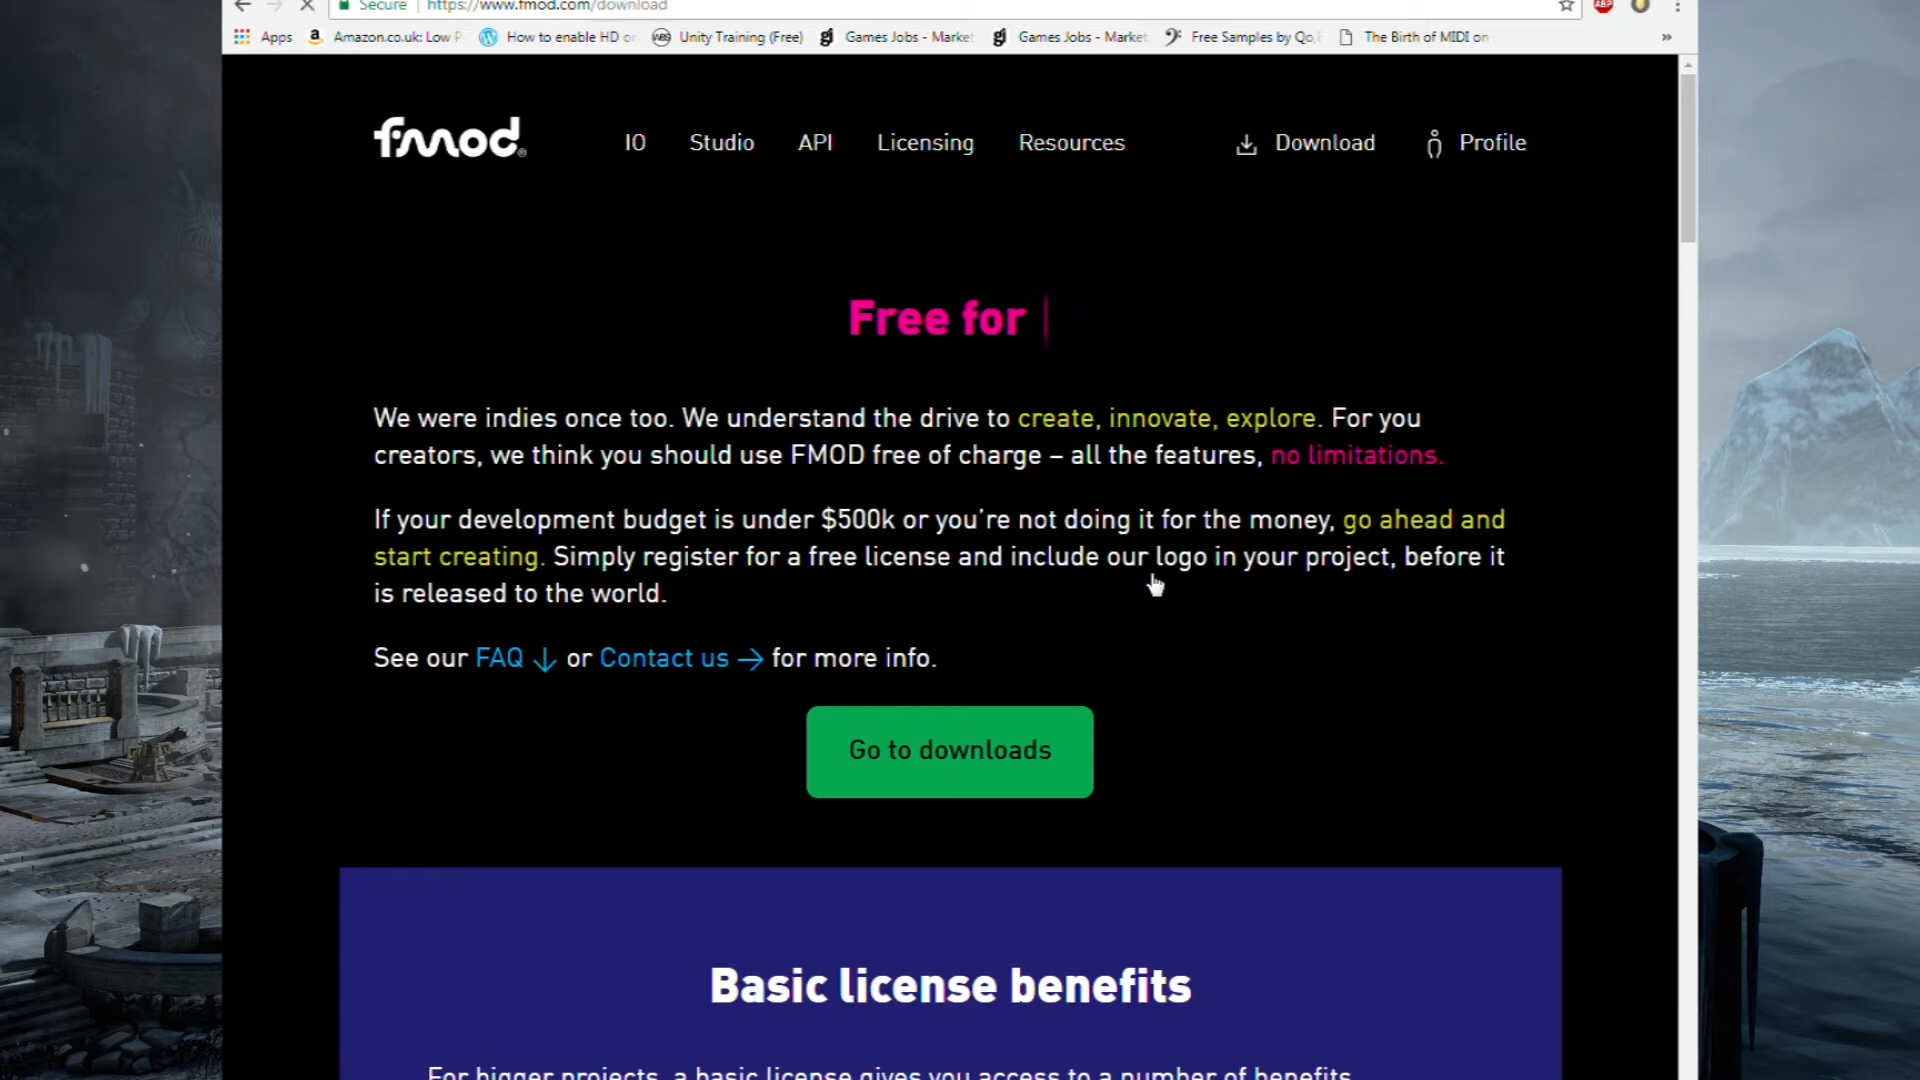 Secure https://www.fmod.com/download
Apps Amazon.co.uk: Low P How to enable HD or Unity Training (Free) Games Jobs - Market Games Jobs - Market Free Samples by Qo The Birth of MIDI on »
fmod® IO Studio API Licensing Resources Download Profile
Free for
We were indies once too. We understand the drive to create, innovate, explore. For you
creators, we think you should use FMOD free of charge – all the features, no limitations.
If your development budget is under $500k or you're not doing it for the money, go ahead and
start creating. Simply register for a free license and include our logo in your project, before it
is released to the world.
See our FAQ ↓ or Contact us → for more info.
Go to downloads
Basic license benefits
For bigger projects, a basic license gives you access to a number of benefits